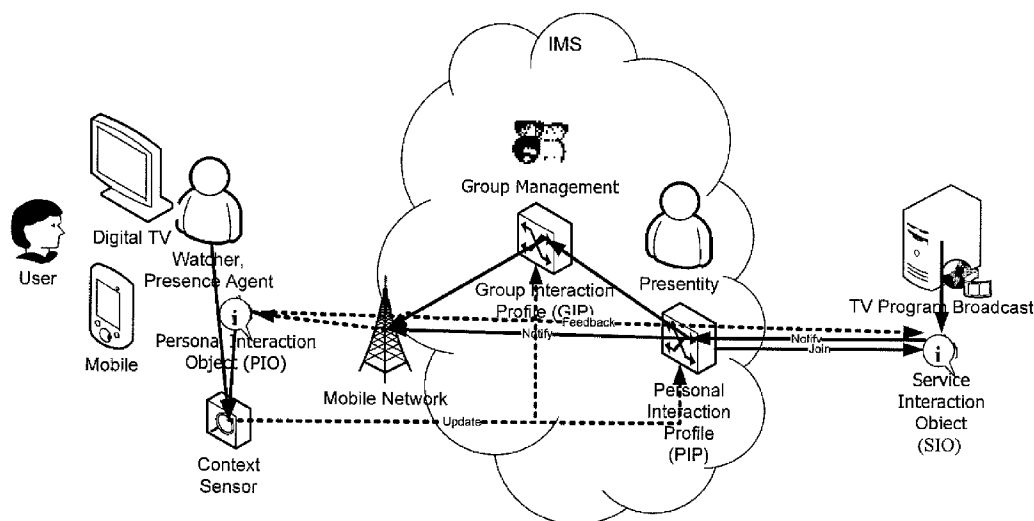 IMS
Group Management
Digital TV
User
Watcher,
Presence Agent
Presentity
TV Program Broadcast
Group Interaction
Profile (GIP)
Feedback
Notify
Notify
Join
Mobile
Personal Interaction
Object (PIO)
Mobile Network
Personal
Interaction
Profile
(PIP)
Service
Interaction
Object
(SIO)
Update
Context
Sensor